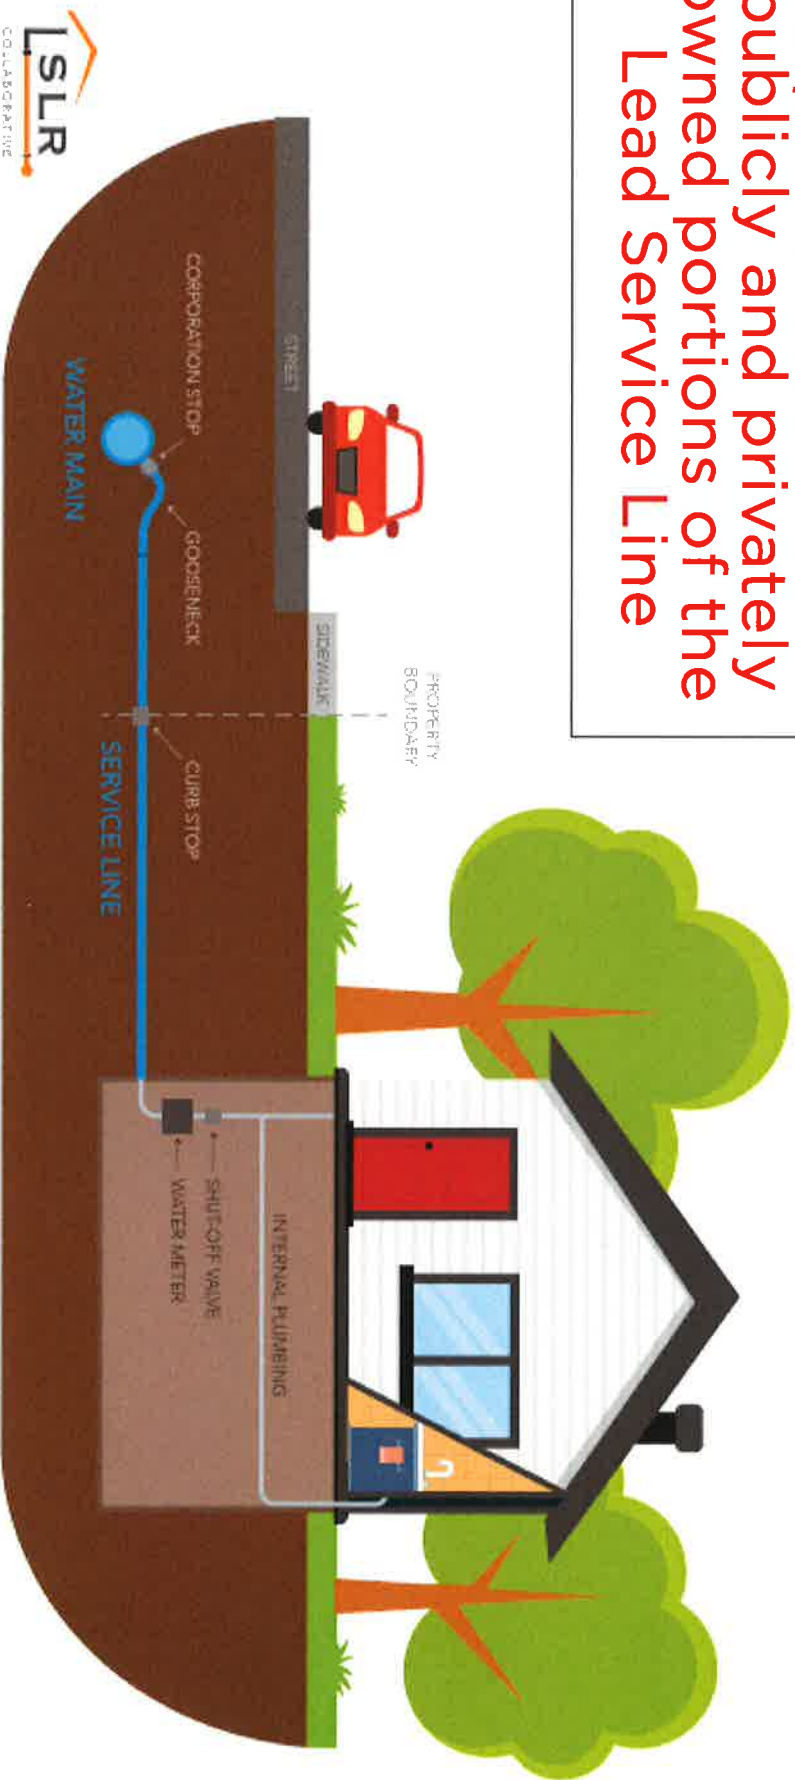 publicly and privately
owned portions of the
Lead Service Line
PROPERTY
BOUNDARY
STREET
SIDEWALK
CORPORATION STOP
GOOSENECK
CURB STOP
WATER MAIN
SERVICE LINE
INTERNAL PLUMBING
SHUT-OFF VALVE
WATER METER
LSLR
COLLABORATIVE